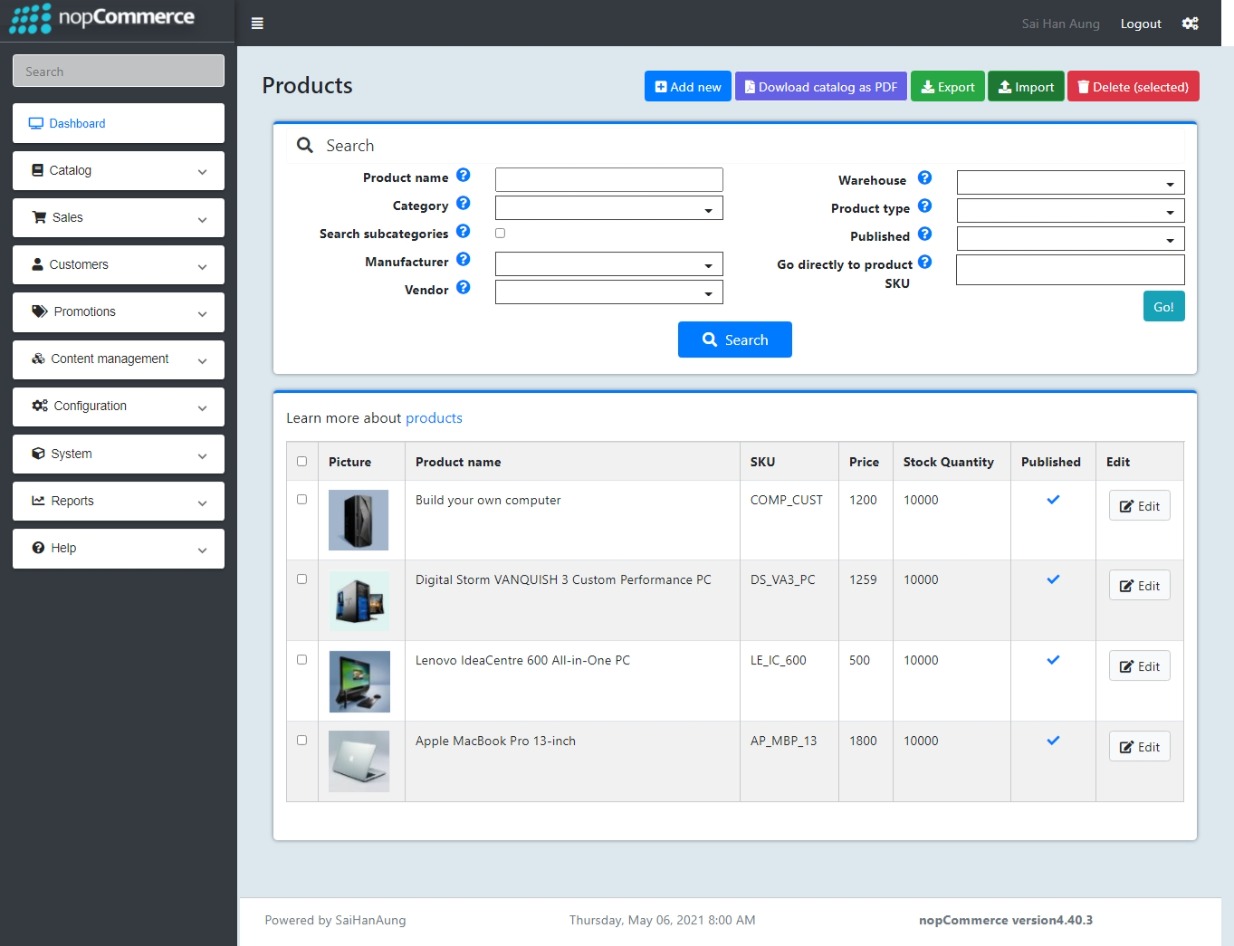 nopCommerce
Sai Han Aung Logout
Search
Dashboard
Catalog
Sales
Customers
Promotions
Content management
Configuration
System
Reports
Help
Products
Add new Dowload catalog as PDF Export Import Delete (selected)
Search
Product name
Category
Search subcategories
Manufacturer
Vendor
Warehouse
Product type
Published
Go directly to product
SKU
Go!
Search
Learn more about products
Picture Product name SKU Price Stock Quantity Published Edit
Build your own computer COMP_CUST 1200 10000 Edit
Digital Storm VANQUISH 3 Custom Performance PC DS_VA3_PC 1259 10000 Edit
Lenovo IdeaCentre 600 All-in-One PC LE_IC_600 500 10000 Edit
Apple MacBook Pro 13-inch AP_MBP_13 1800 10000 Edit
Powered by SaiHanAung Thursday, May 06, 2021 8:00 AM nopCommerce version4.40.3